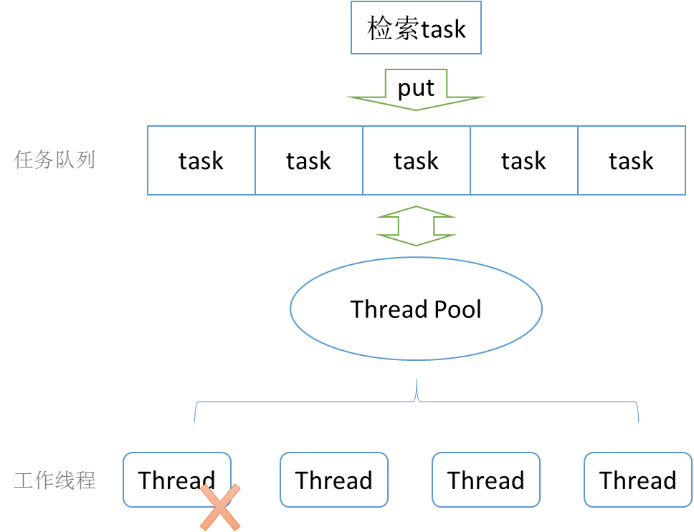 检索task
put
任务队列
task task task task task
Thread Pool
工作线程
Thread Thread Thread Thread